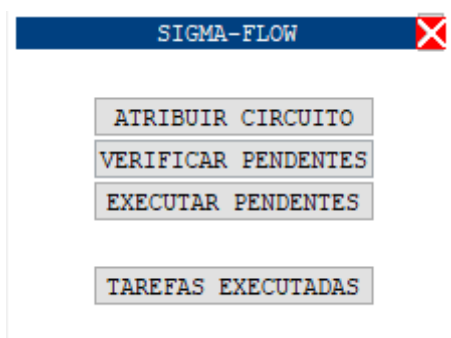 SIGMA-FLOW
ATRIBUIR CIRCUITO
VERIFICAR PENDENTES
EXECUTAR PENDENTES
TAREFAS EXECUTADAS